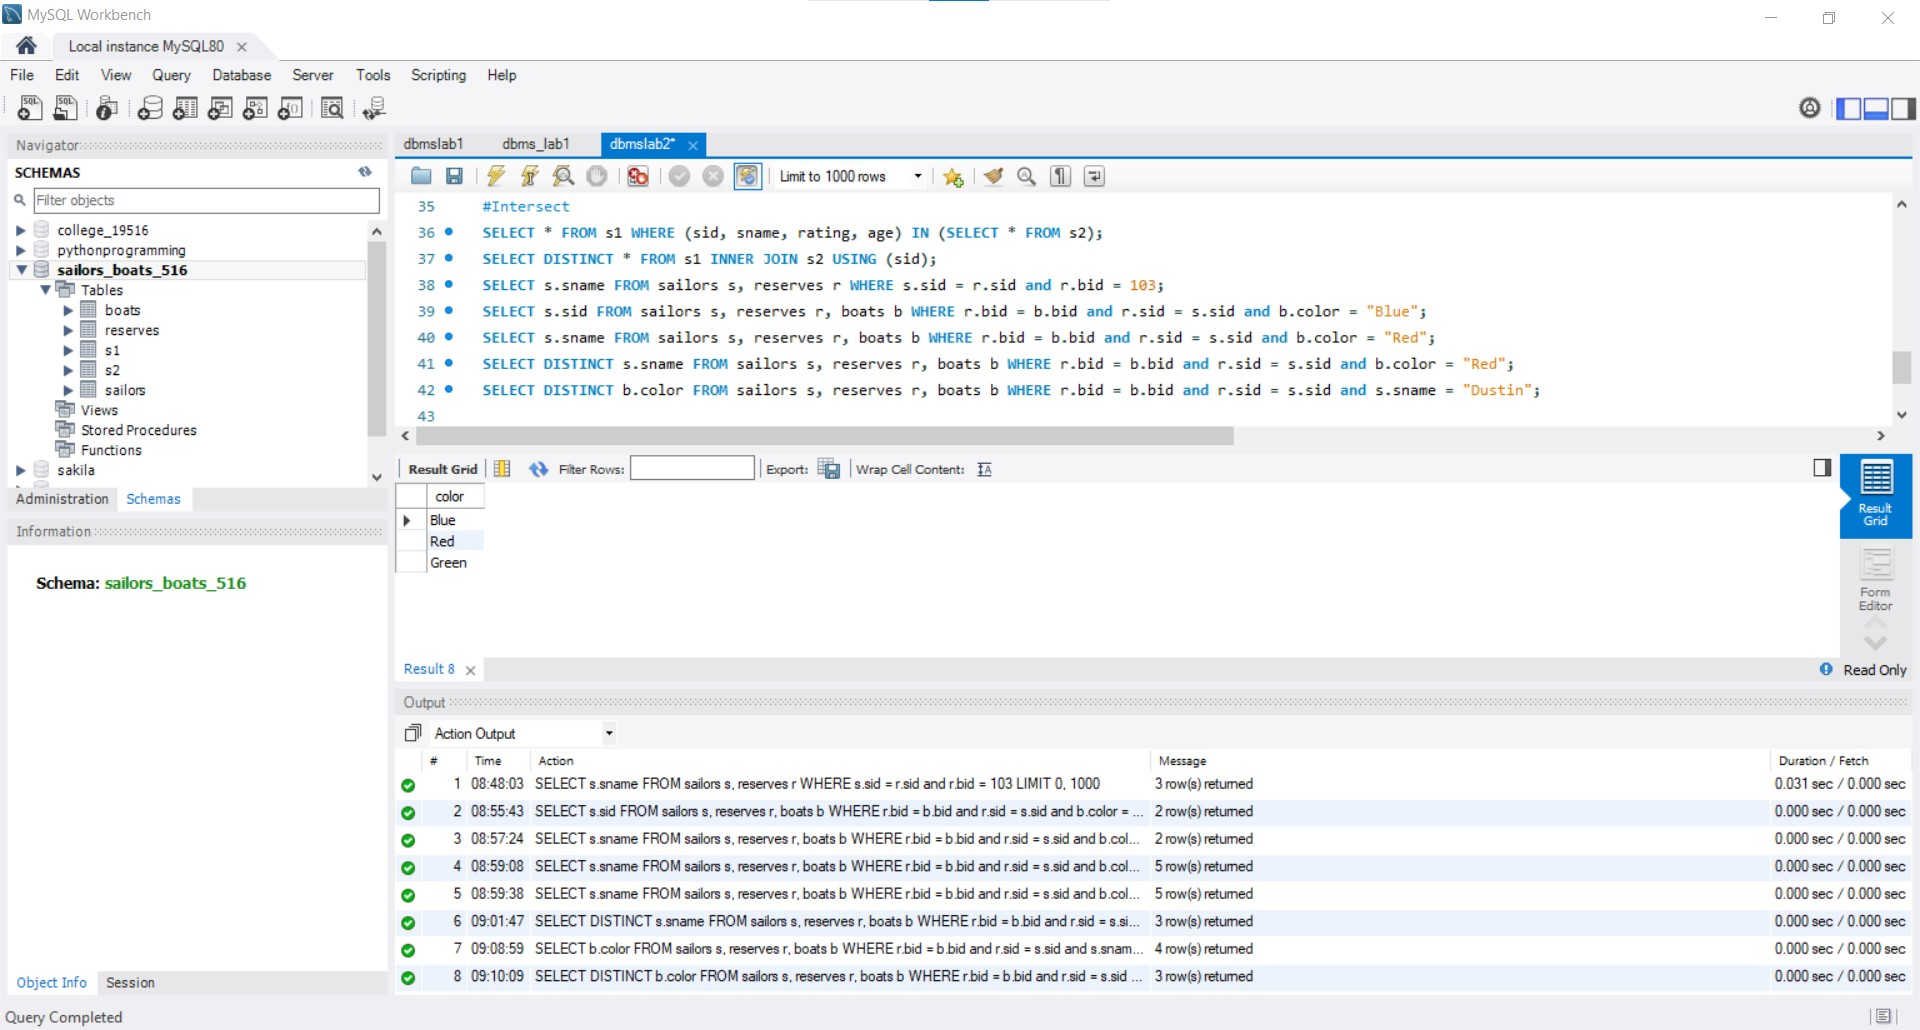 MySQL Workbench
Local instance MySQL80
File Edit View Query Database Server Tools Scripting Help
Navigator
SCHEMAS
Filter objects
college_19516
pythonprogramming
sailors_boats_516
Tables
boats
reserves
s1
s2
sailors
Views
Stored Procedures
Functions
sakila
Administration Schemas
Information
Schema: sailors_boats_516
Object Info Session
dbmslab1 dbms_lab1 dbmslab2*
Limit to 1000 rows
35 #Intersect
36 SELECT * FROM s1 WHERE (sid, sname, rating, age) IN (SELECT * FROM s2);
37 SELECT DISTINCT * FROM s1 INNER JOIN s2 USING (sid);
38 SELECT s.sname FROM sailors s, reserves r WHERE s.sid = r.sid and r.bid = 103;
39 SELECT s.sid FROM sailors s, reserves r, boats b WHERE r.bid = b.bid and r.sid = s.sid and b.color = "Blue";
40 SELECT s.sname FROM sailors s, reserves r, boats b WHERE r.bid = b.bid and r.sid = s.sid and b.color = "Red";
41 SELECT DISTINCT s.sname FROM sailors s, reserves r, boats b WHERE r.bid = b.bid and r.sid = s.sid and b.color = "Red";
42 SELECT DISTINCT b.color FROM sailors s, reserves r, boats b WHERE r.bid = b.bid and r.sid = s.sid and s.sname = "Dustin";
43
Result Grid Filter Rows: Export: Wrap Cell Content:
color
Blue
Red
Green
Result
Grid
Form
Editor
Result 8
Read Only
Output
Action Output
# Time Action Message Duration / Fetch
1 08:48:03 SELECT s.sname FROM sailors s, reserves r WHERE s.sid = r.sid and r.bid = 103 LIMIT 0, 1000 3 row(s) returned 0.031 sec / 0.000 sec
2 08:55:43 SELECT s.sid FROM sailors s, reserves r, boats b WHERE r.bid = b.bid and r.sid = s.sid and b.color = ... 2 row(s) returned 0.000 sec / 0.000 sec
3 08:57:24 SELECT s.sname FROM sailors s, reserves r, boats b WHERE r.bid = b.bid and r.sid = s.sid and b.col... 2 row(s) returned 0.000 sec / 0.000 sec
4 08:59:08 SELECT s.sname FROM sailors s, reserves r, boats b WHERE r.bid = b.bid and r.sid = s.sid and b.col... 5 row(s) returned 0.000 sec / 0.000 sec
5 08:59:38 SELECT s.sname FROM sailors s, reserves r, boats b WHERE r.bid = b.bid and r.sid = s.sid and b.col... 5 row(s) returned 0.000 sec / 0.000 sec
6 09:01:47 SELECT DISTINCT s.sname FROM sailors s, reserves r, boats b WHERE r.bid = b.bid and r.sid = s.si... 3 row(s) returned 0.000 sec / 0.000 sec
7 09:08:59 SELECT b.color FROM sailors s, reserves r, boats b WHERE r.bid = b.bid and r.sid = s.sid and s.snam... 4 row(s) returned 0.000 sec / 0.000 sec
8 09:10:09 SELECT DISTINCT b.color FROM sailors s, reserves r, boats b WHERE r.bid = b.bid and r.sid = s.sid ... 3 row(s) returned 0.000 sec / 0.000 sec
Query Completed